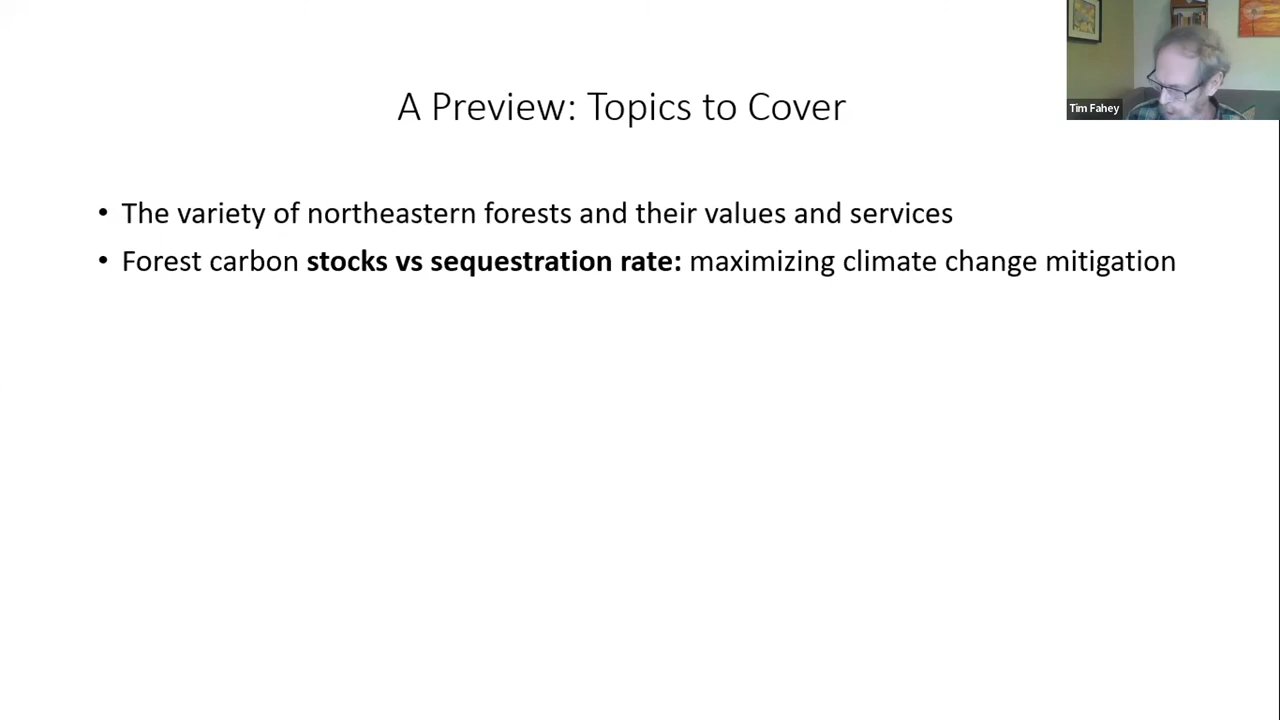 A Preview: Topics to Cover
Tim Fahey
• The variety of northeastern forests and their values and services
• Forest carbon stocks vs sequestration rate: maximizing climate change mitigation